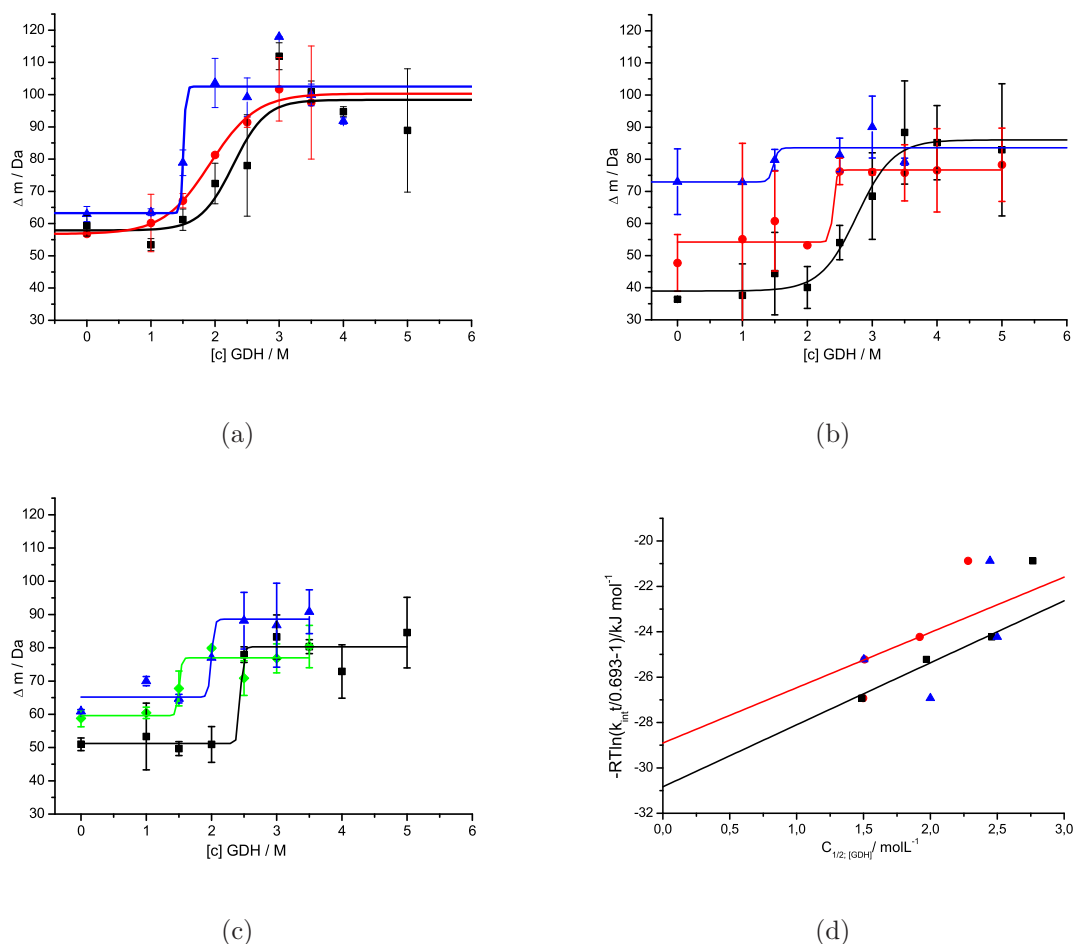 120
110
100
90
80
70
60
50
40
30
Δ m / Da
0 1 2 3 4 5 6
[c] GDH / M
(a)
120
110
100
90
80
70
60
50
40
30
Δ m / Da
0 1 2 3 4 5 6
[c] GDH / M
(b)
120
110
100
90
80
70
60
50
40
30
Δ m / Da
0 1 2 3 4 5 6
[c] GDH / M
(c)
-20
-22
-24
-26
-28
-30
-32
-RTln(k_int t/0.693-1)/kJ mol⁻¹
0,0 0,5 1,0 1,5 2,0 2,5 3,0
C_1/2; [GDH]/ molL⁻¹
(d)